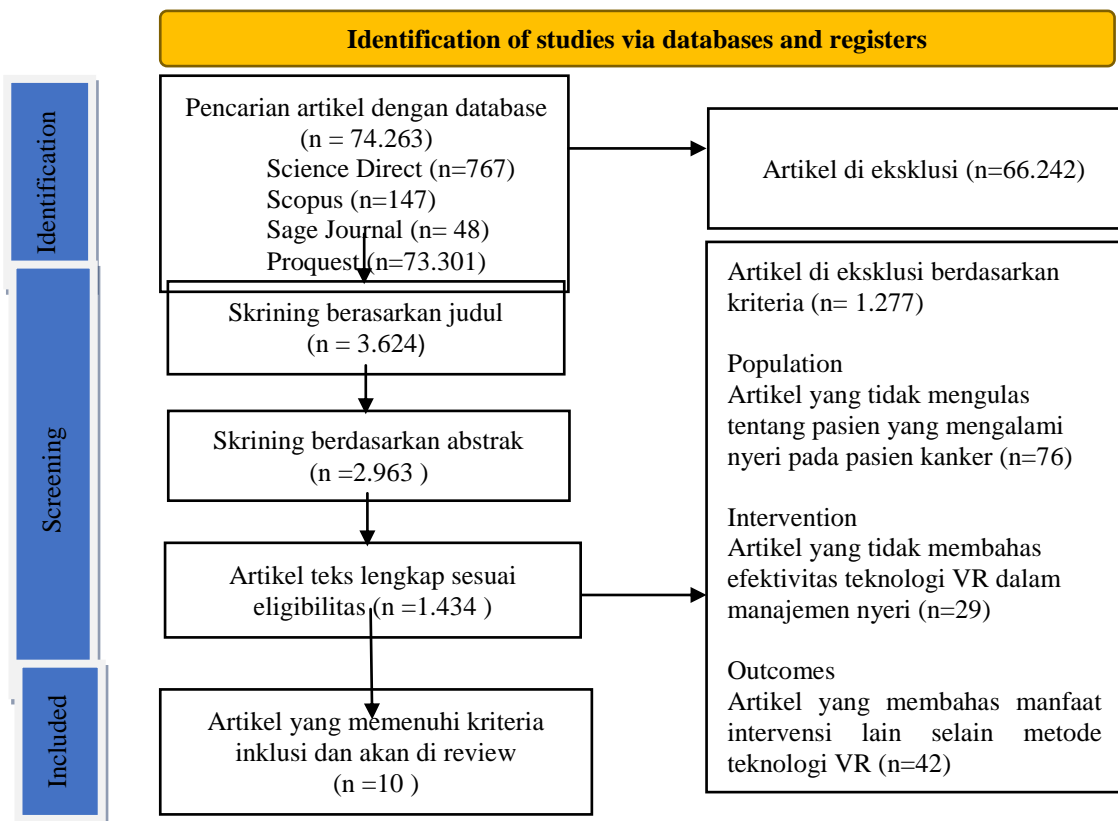 Identification of studies via databases and registers
Identification
Pencarian artikel dengan database
(n = 74.263)
Science Direct (n=767)
Scopus (n=147)
Sage Journal (n= 48)
Proquest (n=73.301)
Artikel di eksklusi (n=66.242)
Screening
Skrining berasarkan judul
(n = 3.624)
Skrining berdasarkan abstrak
(n =2.963 )
Artikel teks lengkap sesuai
eligibilitas (n =1.434 )
Artikel di eksklusi berdasarkan
kriteria (n= 1.277)
Population
Artikel yang tidak mengulas
tentang pasien yang mengalami
nyeri pada pasien kanker (n=76)
Intervention
Artikel yang tidak membahas
efektivitas teknologi VR dalam
manajemen nyeri (n=29)
Outcomes
Artikel yang membahas manfaat
intervensi lain selain metode
teknologi VR (n=42)
Included
Artikel yang memenuhi kriteria
inklusi dan akan di review
(n =10 )